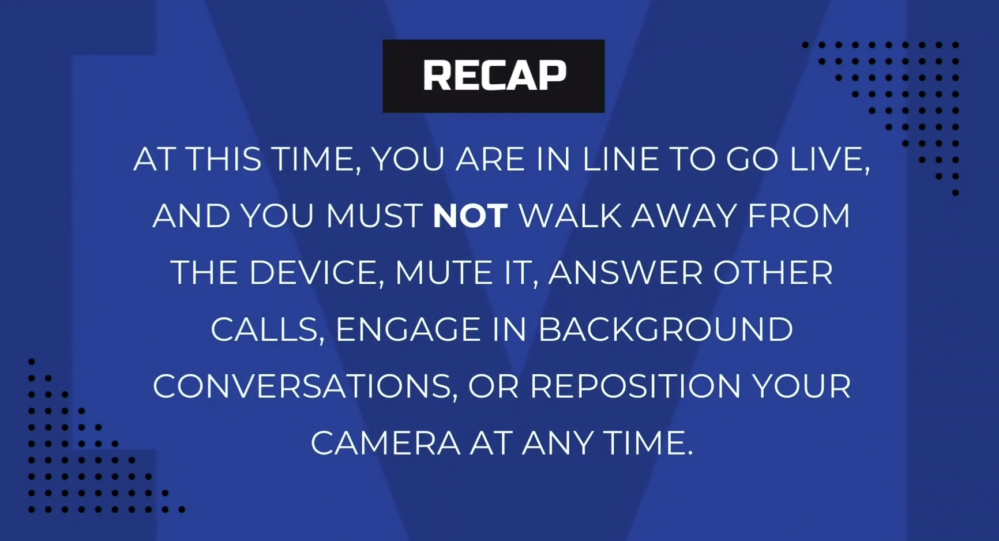 RECAP
AT THIS TIME, YOU ARE IN LINE TO GO LIVE,
AND YOU MUST NOT WALK AWAY FROM
THE DEVICE, MUTE IT, ANSWER OTHER
CALLS, ENGAGE IN BACKGROUND
CONVERSATIONS, OR REPOSITION YOUR
CAMERA AT ANY TIME.